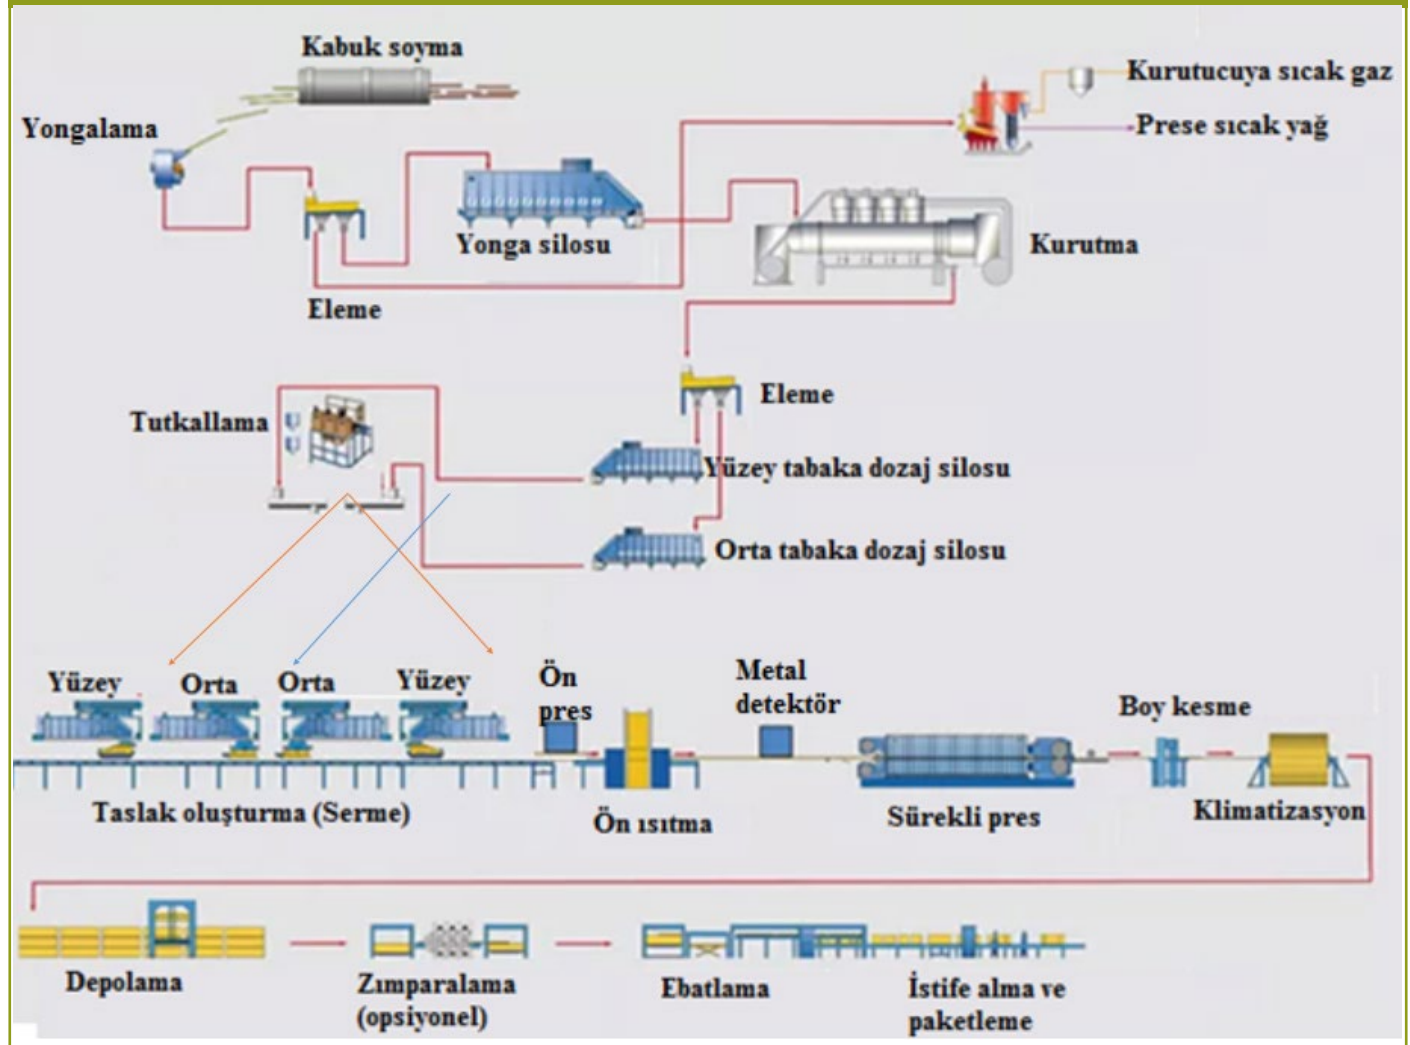 Kabuk soyma
Kurutucuya sıcak gaz
Yongalama
Prese sıcak yağ
Yonga silosu
Kurutma
Eleme
Eleme
Tutkallama
Yüzey tabaka dozaj silosu
Orta tabaka dozaj silosu
Yüzey
Orta
Orta
Yüzey
Ön
pres
Metal
detektör
Boy kesme
Taslak oluşturma (Serme)
Ön ısıtma
Sürekli pres
Klimatizasyon
Depolama
Zımparalama
(opsiyonel)
Ebatlama
İstife alma ve
paketleme